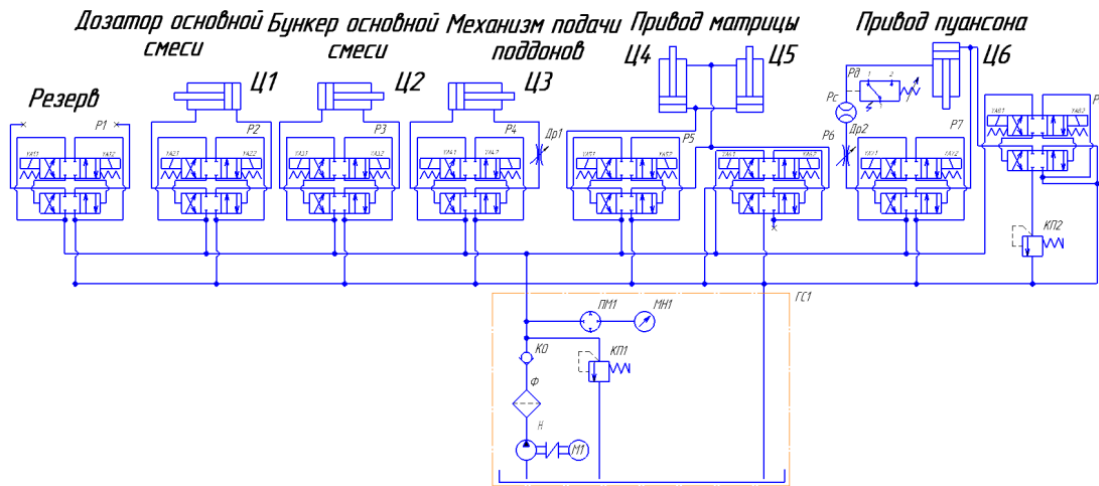 Дозатор основной
смеси
Бункер основной
смеси
Механизм подачи
поддонов
Привод матрицы
Привод пуансона
Ц1
Ц2
Ц3
Ц4
Ц5
Ц6
Резерв
Рд
1
2
Рс
Р1
Р2
Р3
Р4
Др1
Р5
Р6
Др2
Р7
КП2
ГС1
ПМ1
МН1
КО
КП1
Ф
Н
М1